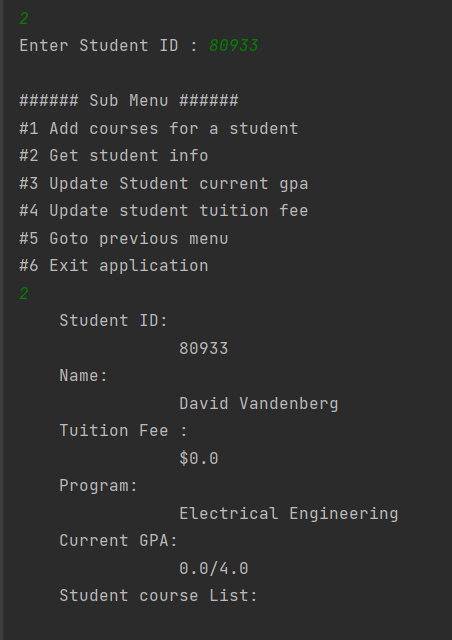 2
Enter Student ID : 80933
###### Sub Menu ######
#1 Add courses for a student
#2 Get student info
#3 Update Student current gpa
#4 Update student tuition fee
#5 Goto previous menu
#6 Exit application
2
Student ID:
80933
Name:
David Vandenberg
Tuition Fee :
$0.0
Program:
Electrical Engineering
Current GPA:
0.0/4.0
Student course List: